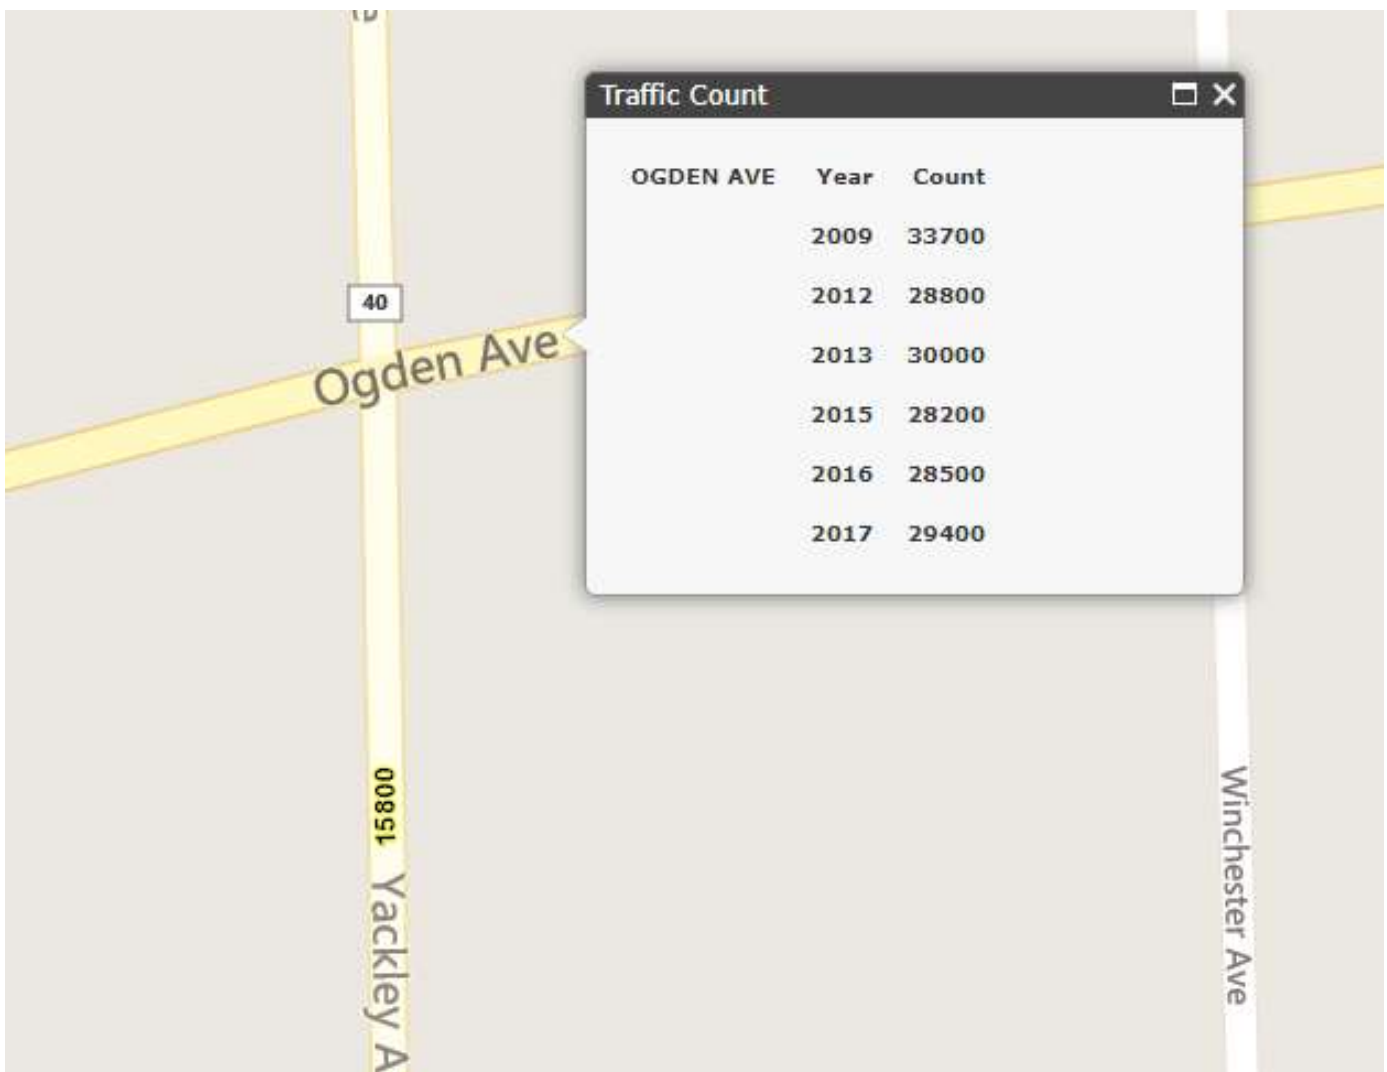 Traffic Count
OGDEN AVE Year Count
2009 33700
2012 28800
2013 30000
2015 28200
2016 28500
2017 29400
40
Ogden Ave
15800
Yackley A
Winchester Ave